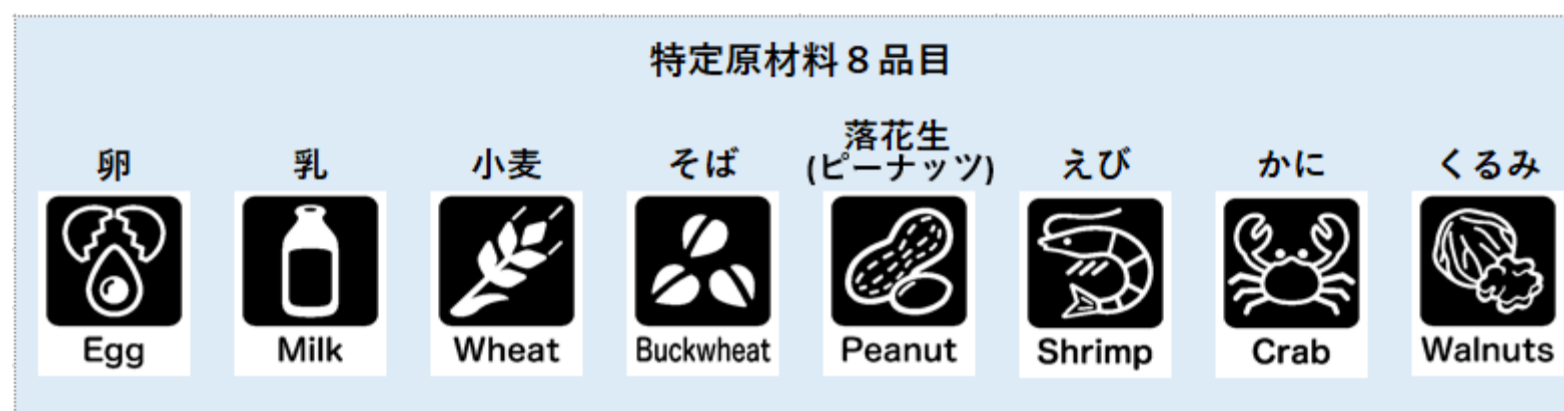 特定原材料８品目
卵 乳 小麦 そば 落花生 えび かに くるみ
(ピーナッツ)
Egg Milk Wheat Buckwheat Peanut Shrimp Crab Walnuts